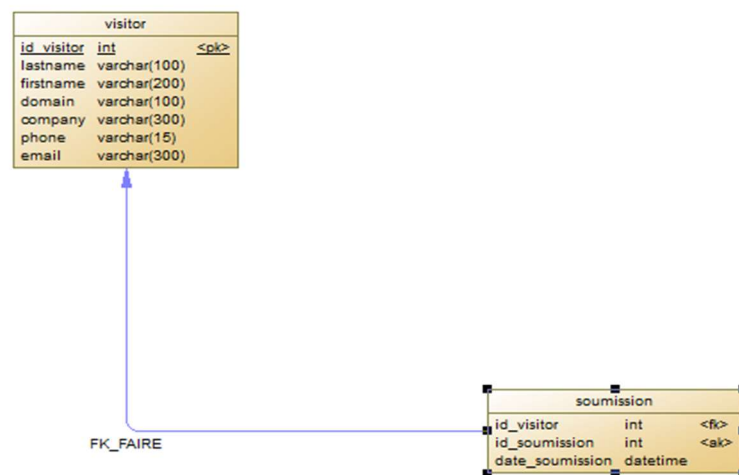 visitor
id_visitor int <pk>
lastname varchar(100)
firstname varchar(200)
domain varchar(100)
company varchar(300)
phone varchar(15)
email varchar(300)
soumission
id_visitor int <fk>
id_soumission int <ak>
date_soumission datetime
FK_FAIRE